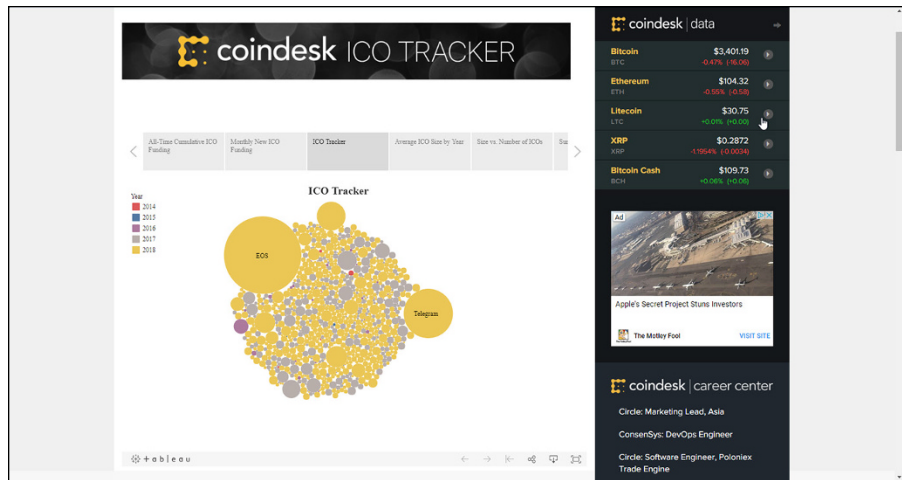 coindesk ICO TRACKER
All-Time Cumulative ICO
Funding
Monthly New ICO
Funding
ICO Tracker
Average ICO Size by Year
Size vs. Number of ICOs
ICO Tracker
Year
2014
2015
2016
2017
2018
EOS
Telegram
+ a b | e a u
coindesk | data
Bitcoin $3,401.19
BTC -0.47% (-16.06)
Ethereum $104.32
ETH -0.55% (-0.58)
Litecoin $30.75
LTC +0.01% (+0.00)
XRP $0.2872
XRP -1.1954% (-0.0034)
Bitcoin Cash $109.73
BCH +0.06% (+0.06)
Ad
Apple's Secret Project Stuns Investors
The Motley Fool VISIT SITE
coindesk | career center
Circle: Marketing Lead, Asia
ConsenSys: DevOps Engineer
Circle: Software Engineer, Poloniex
Trade Engine